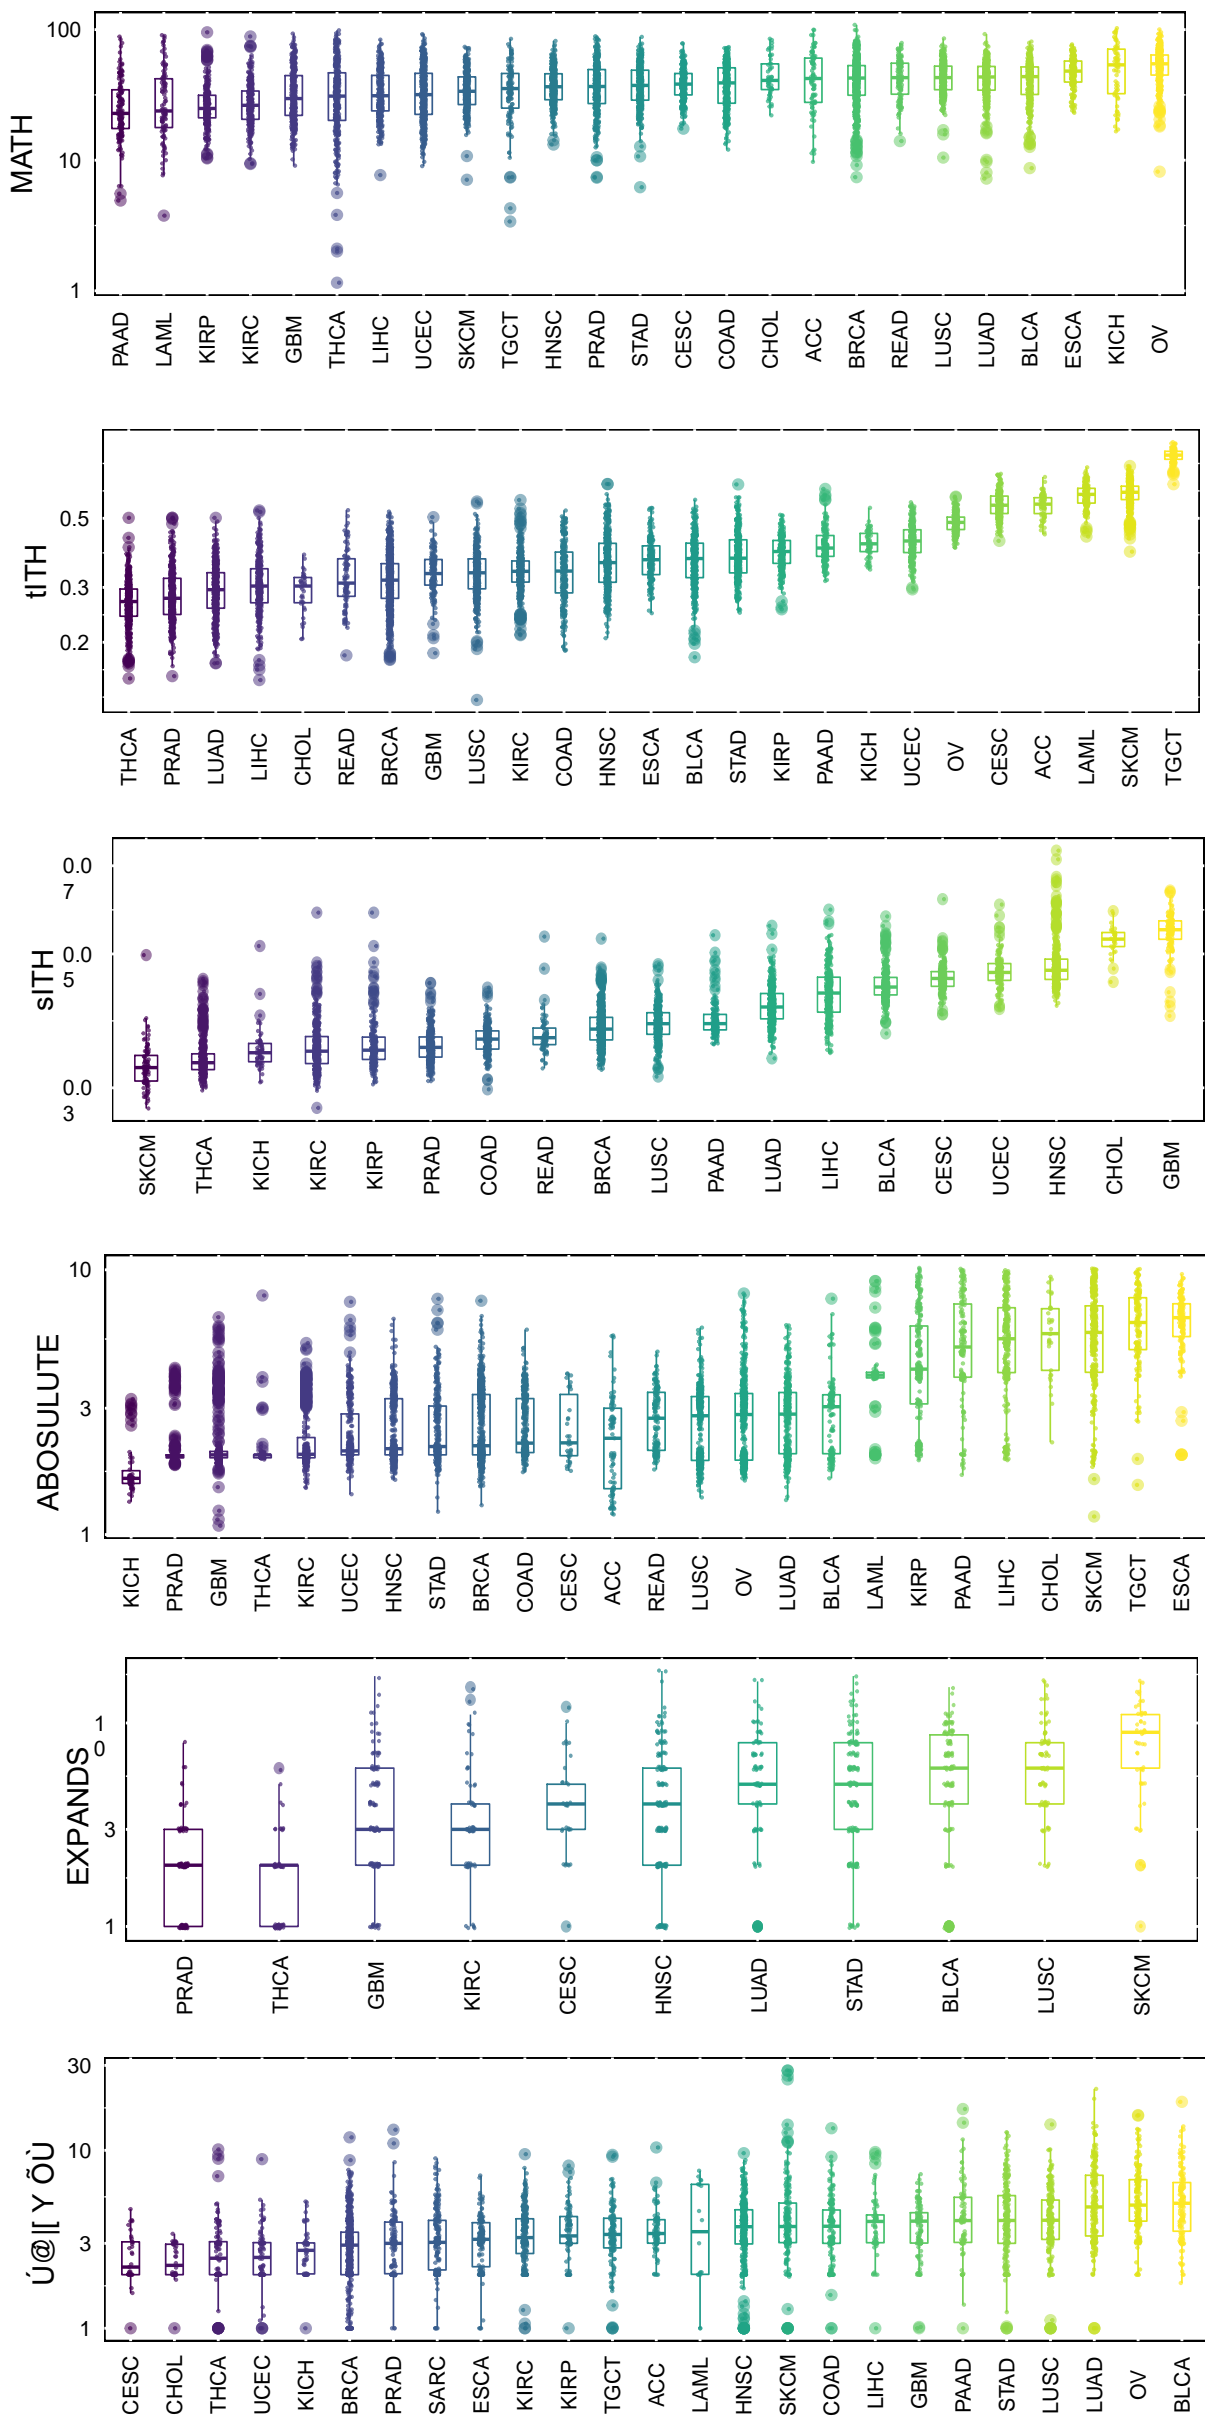 MATH
100
10
1
PAAD LAML KIRP KIRC GBM THCA LIHC UCEC SKCM TGCT HNSC PRAD STAD CESC COAD CHOL ACC BRCA READ LUSC LUAD BLCA ESCA KICH OV
tITH
0.5
0.3
0.2
THCA PRAD LUAD LIHC CHOL READ BRCA GBM LUSC KIRC COAD HNSC ESCA BLCA STAD KIRP PAAD KICH UCEC OV CESC ACC LAML SKCM TGCT
sITH
0.0
7
0.0
5
0.0
3
SKCM THCA KICH KIRC KIRP PRAD COAD READ BRCA LUSC PAAD LUAD LIHC BLCA CESC UCEC HNSC CHOL GBM
ABOSULUTE
10
3
1
KICH PRAD GBM THCA KIRC UCEC HNSC STAD BRCA COAD CESC ACC READ LUSC OV LUAD BLCA LAML KIRP PAAD LIHC CHOL SKCM TGCT ESCA
EXPANDS
1
0
3
1
PRAD THCA GBM KIRC CESC HNSC LUAD STAD BLCA LUSC SKCM
Ú@|[ Y ÕÙ
30
10
3
1
CESC CHOL THCA UCEC KICH BRCA PRAD SARC ESCA KIRC KIRP TGCT ACC LAML HNSC SKCM COAD LIHC GBM PAAD STAD LUSC LUAD OV BLCA